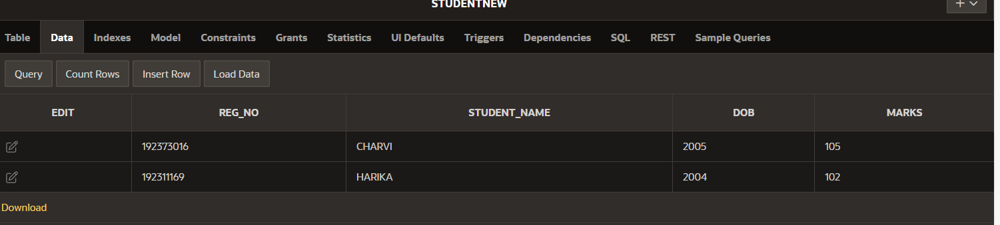 STUDENTNEW
Table Data Indexes Model Constraints Grants Statistics UI Defaults Triggers Dependencies SQL REST Sample Queries
Query Count Rows Insert Row Load Data
EDIT REG_NO STUDENT_NAME DOB MARKS
192373016 CHARVI 2005 105
192311169 HARIKA 2004 102
Download